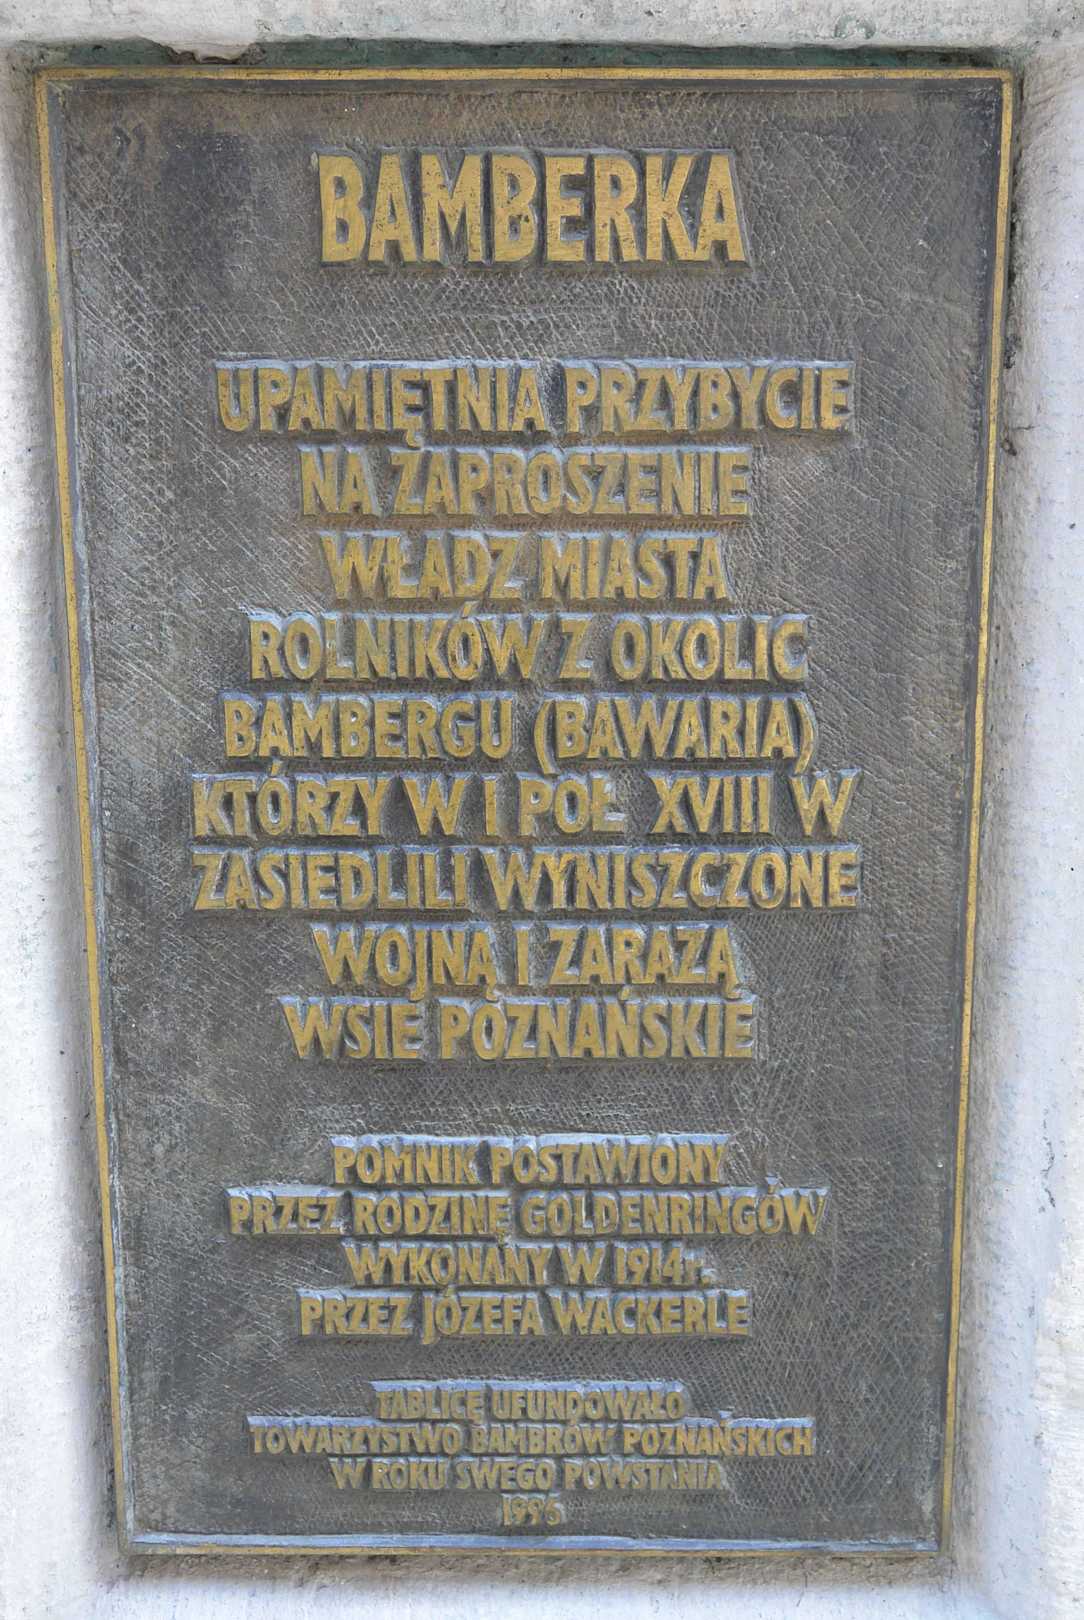 BAMBERKA
UPAMIĘTNIA PRZYBYCIE
NA ZAPROSZENIE
WŁADZ MIASTA
ROLNIKÓW Z OKOLIC
BAMBERGU (BAWARIA)
KTÓRZY W I POŁ. XVIII W
ZASIEDLILI WYNISZCZONE
WOJNĄ I ZARAZĄ
WSIE POZNAŃSKIE
POMNIK POSTAWIONY
PRZEZ RODZINĘ GOLDENRINGÓW
WYKONANY W 1914 r.
PRZEZ JÓZEFA WACKERLE
TABLICĘ UFUNDOWAŁO
TOWARZYSTWO BAMBRÓW POZNAŃSKICH
W ROKU SWEGO POWSTANIA
1996